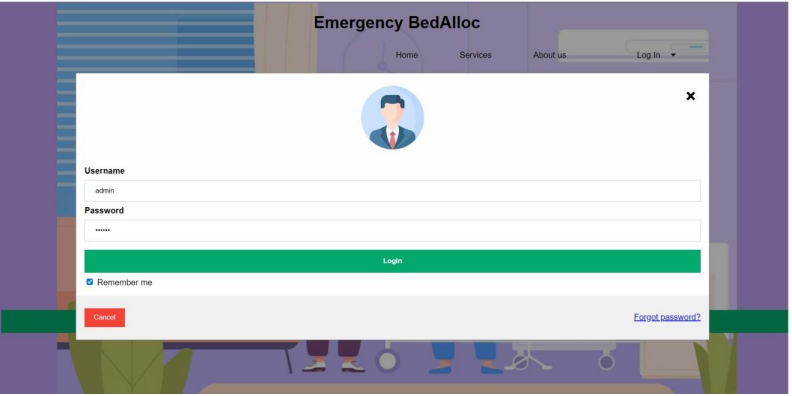 Emergency BedAlloc
Home Services About us Log In
Username
admin
Password
Login
Remember me
Cancel Forgot password?